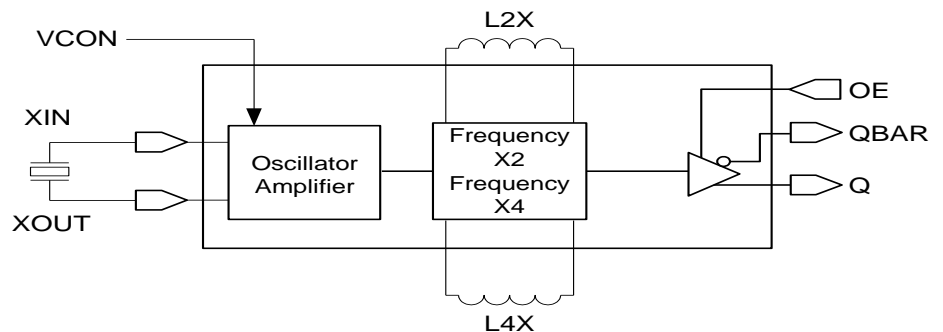 L2X
VCON
OE
XIN
QBAR
Oscillator
Amplifier
Frequency
X2
Frequency
X4
Q
XOUT
L4X